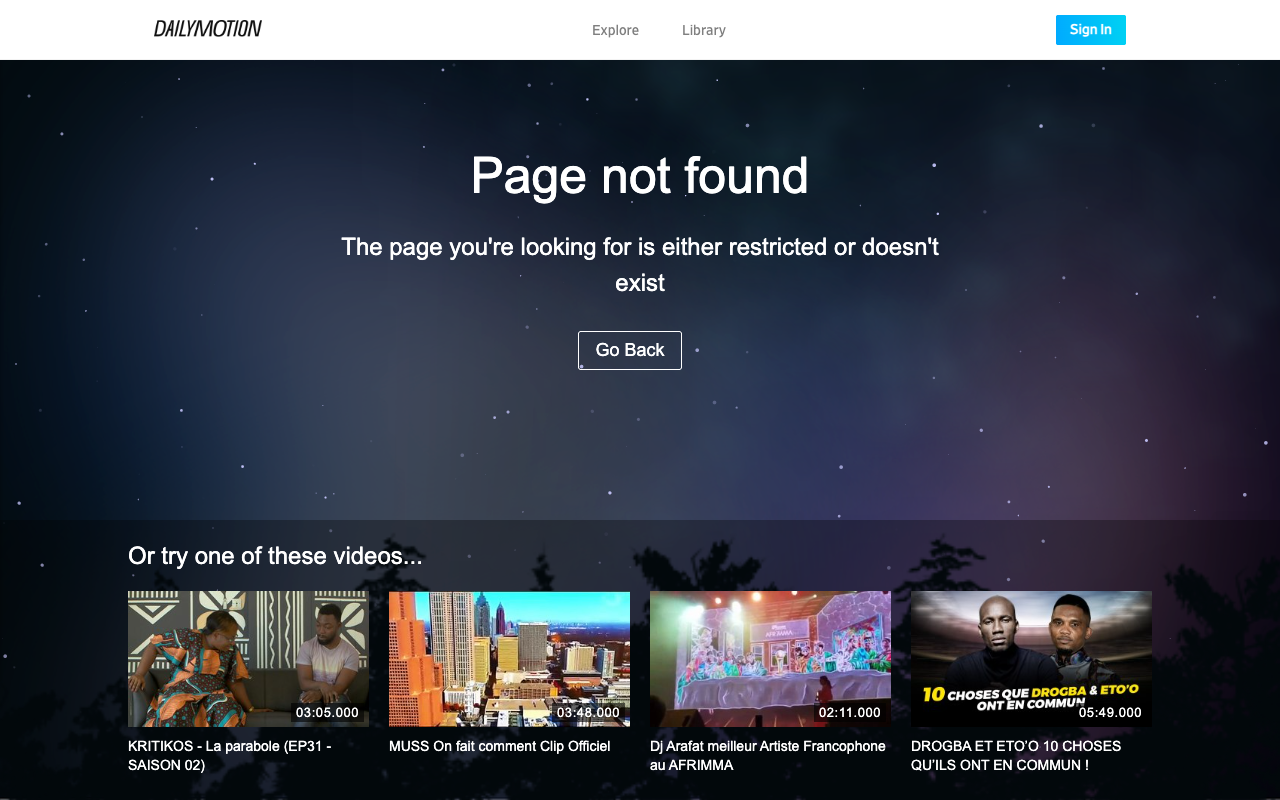 DAILYMOTION
Explore
Library
Sign In
Page not found
The page you're looking for is either restricted or doesn't
exist
Go Back
Or try one of these videos...
03:05.000
03:48.000
AFRIMMA
02:11.000
10 CHOSES QUE DROGBA & ETO'O
ONT EN COMMUN
05:49.000
KRITIKOS - La parabole (EP31 -
SAISON 02)
MUSS On fait comment Clip Officiel
Dj Arafat meilleur Artiste Francophone
au AFRIMMA
DROGBA ET ETO’O 10 CHOSES
QU’ILS ONT EN COMMUN !